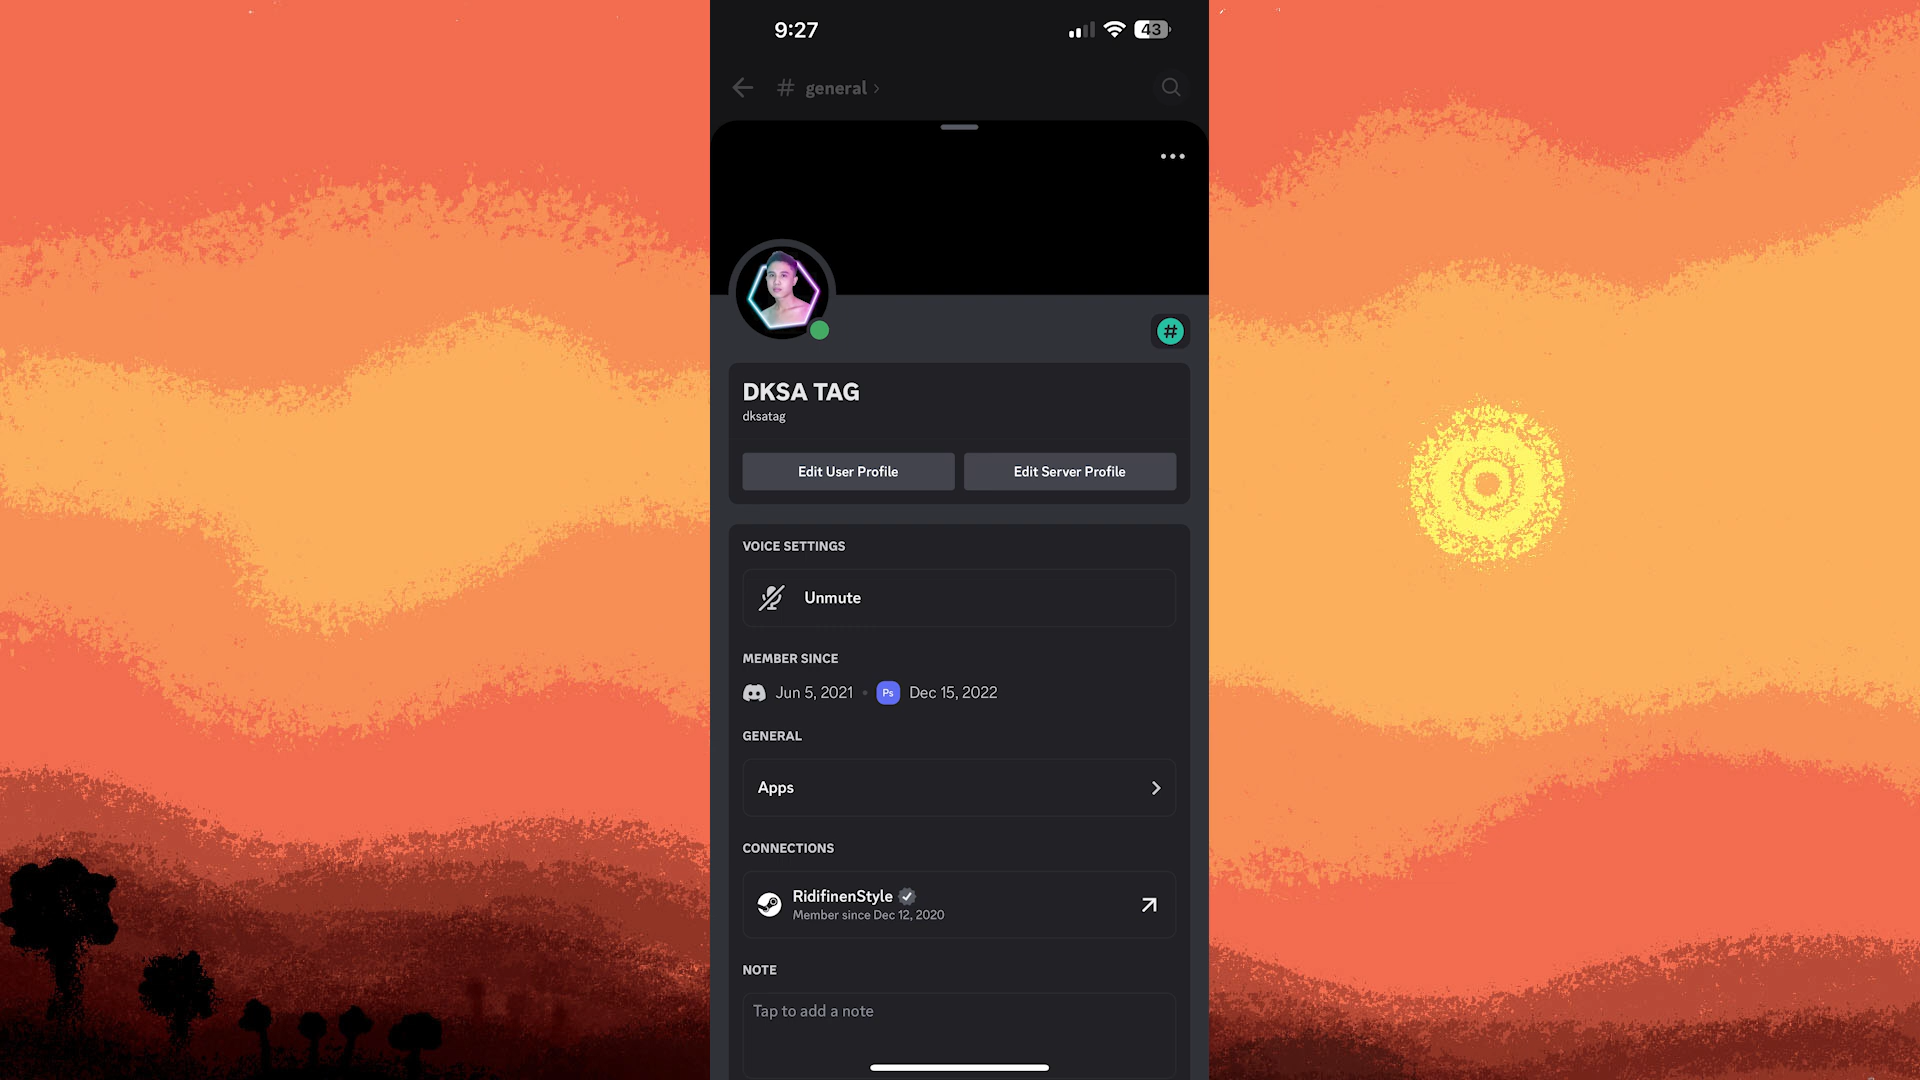 9:27
43
# general ›
DKSA TAG
dksatag
Edit User Profile
Edit Server Profile
VOICE SETTINGS
Unmute
MEMBER SINCE
Jun 5, 2021 • Ps Dec 15, 2022
GENERAL
Apps
CONNECTIONS
RidifinenStyle
Member since Dec 12, 2020
NOTE
Tap to add a note